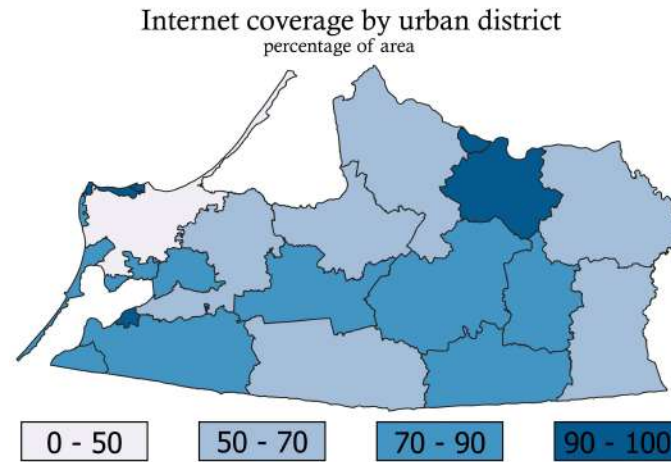 Internet coverage by urban district
percentage of area
0 - 50
50 - 70
70 - 90
90 - 100